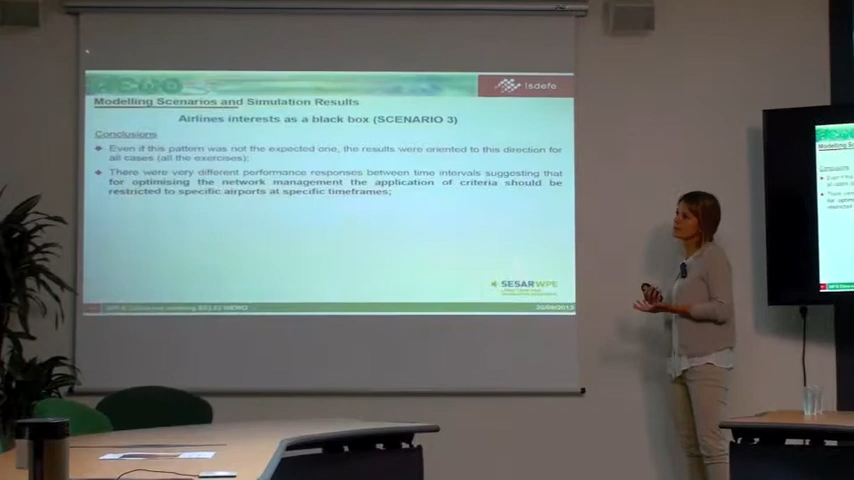 Isdefe
Modelling Scenarios and Simulation Results
Airlines interests as a black box (SCENARIO 3)
Conclusions
Even if this pattern was not the expected one, the results were oriented to this direction for
all cases (all the exercises);
There were very different performance responses between time intervals suggesting that
for optimising the network management the application of criteria should be
restricted to specific airports at specific timeframes;
SESARWPE